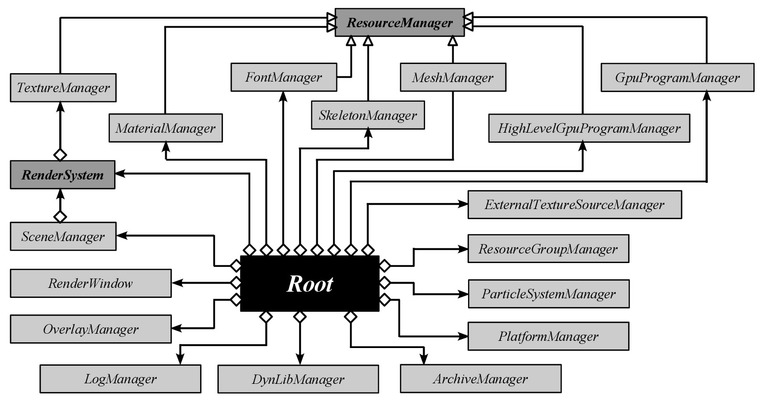 ResourceManager
TextureManager
FontManager
MeshManager
GpuProgramManager
MaterialManager
SkeletonManager
HighLevelGpuProgramManager
RenderSystem
ExternalTextureSourceManager
SceneManager
ResourceGroupManager
RenderWindow
Root
ParticleSystemManager
OverlayManager
PlatformManager
LogManager
DynLibManager
ArchiveManager